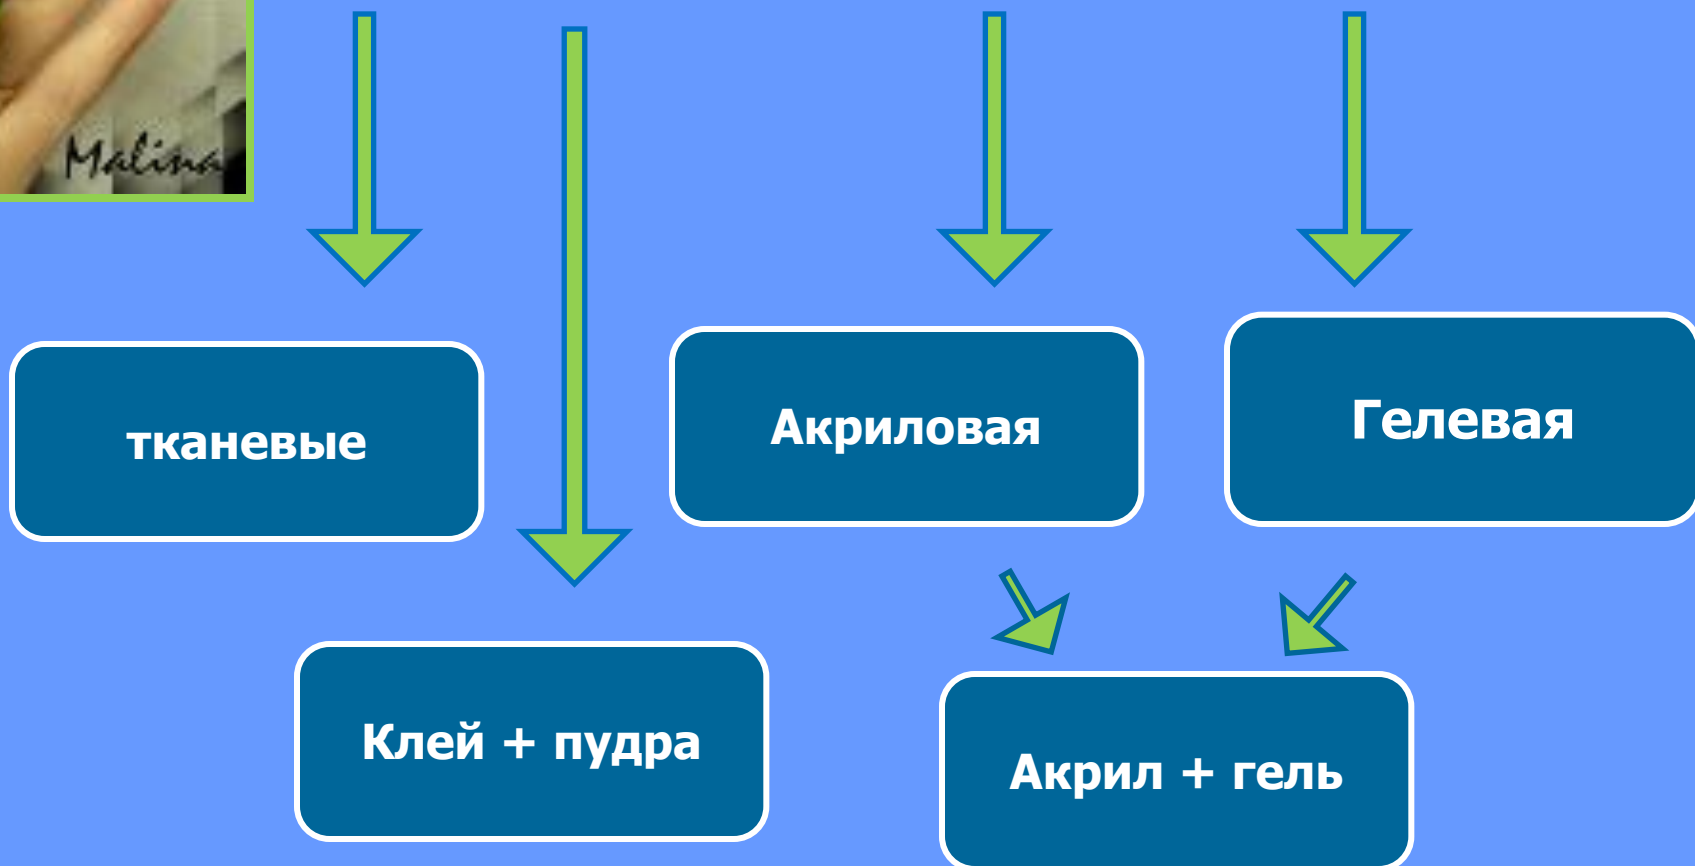 Malina
тканевые
Акриловая
Гелевая
Клей + пудра
Акрил + гель